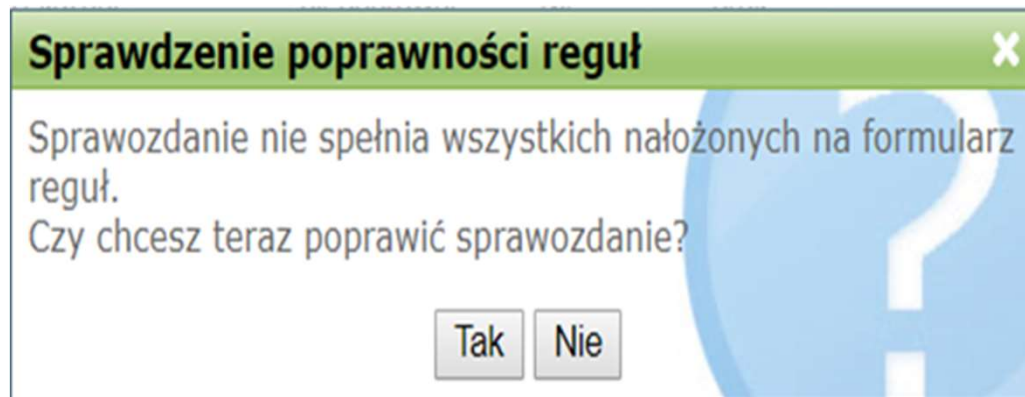 Sprawdzenie poprawności reguł
Sprawozdanie nie spełnia wszystkich nałożonych na formularz
reguł.
Czy chcesz teraz poprawić sprawozdanie?
Tak Nie